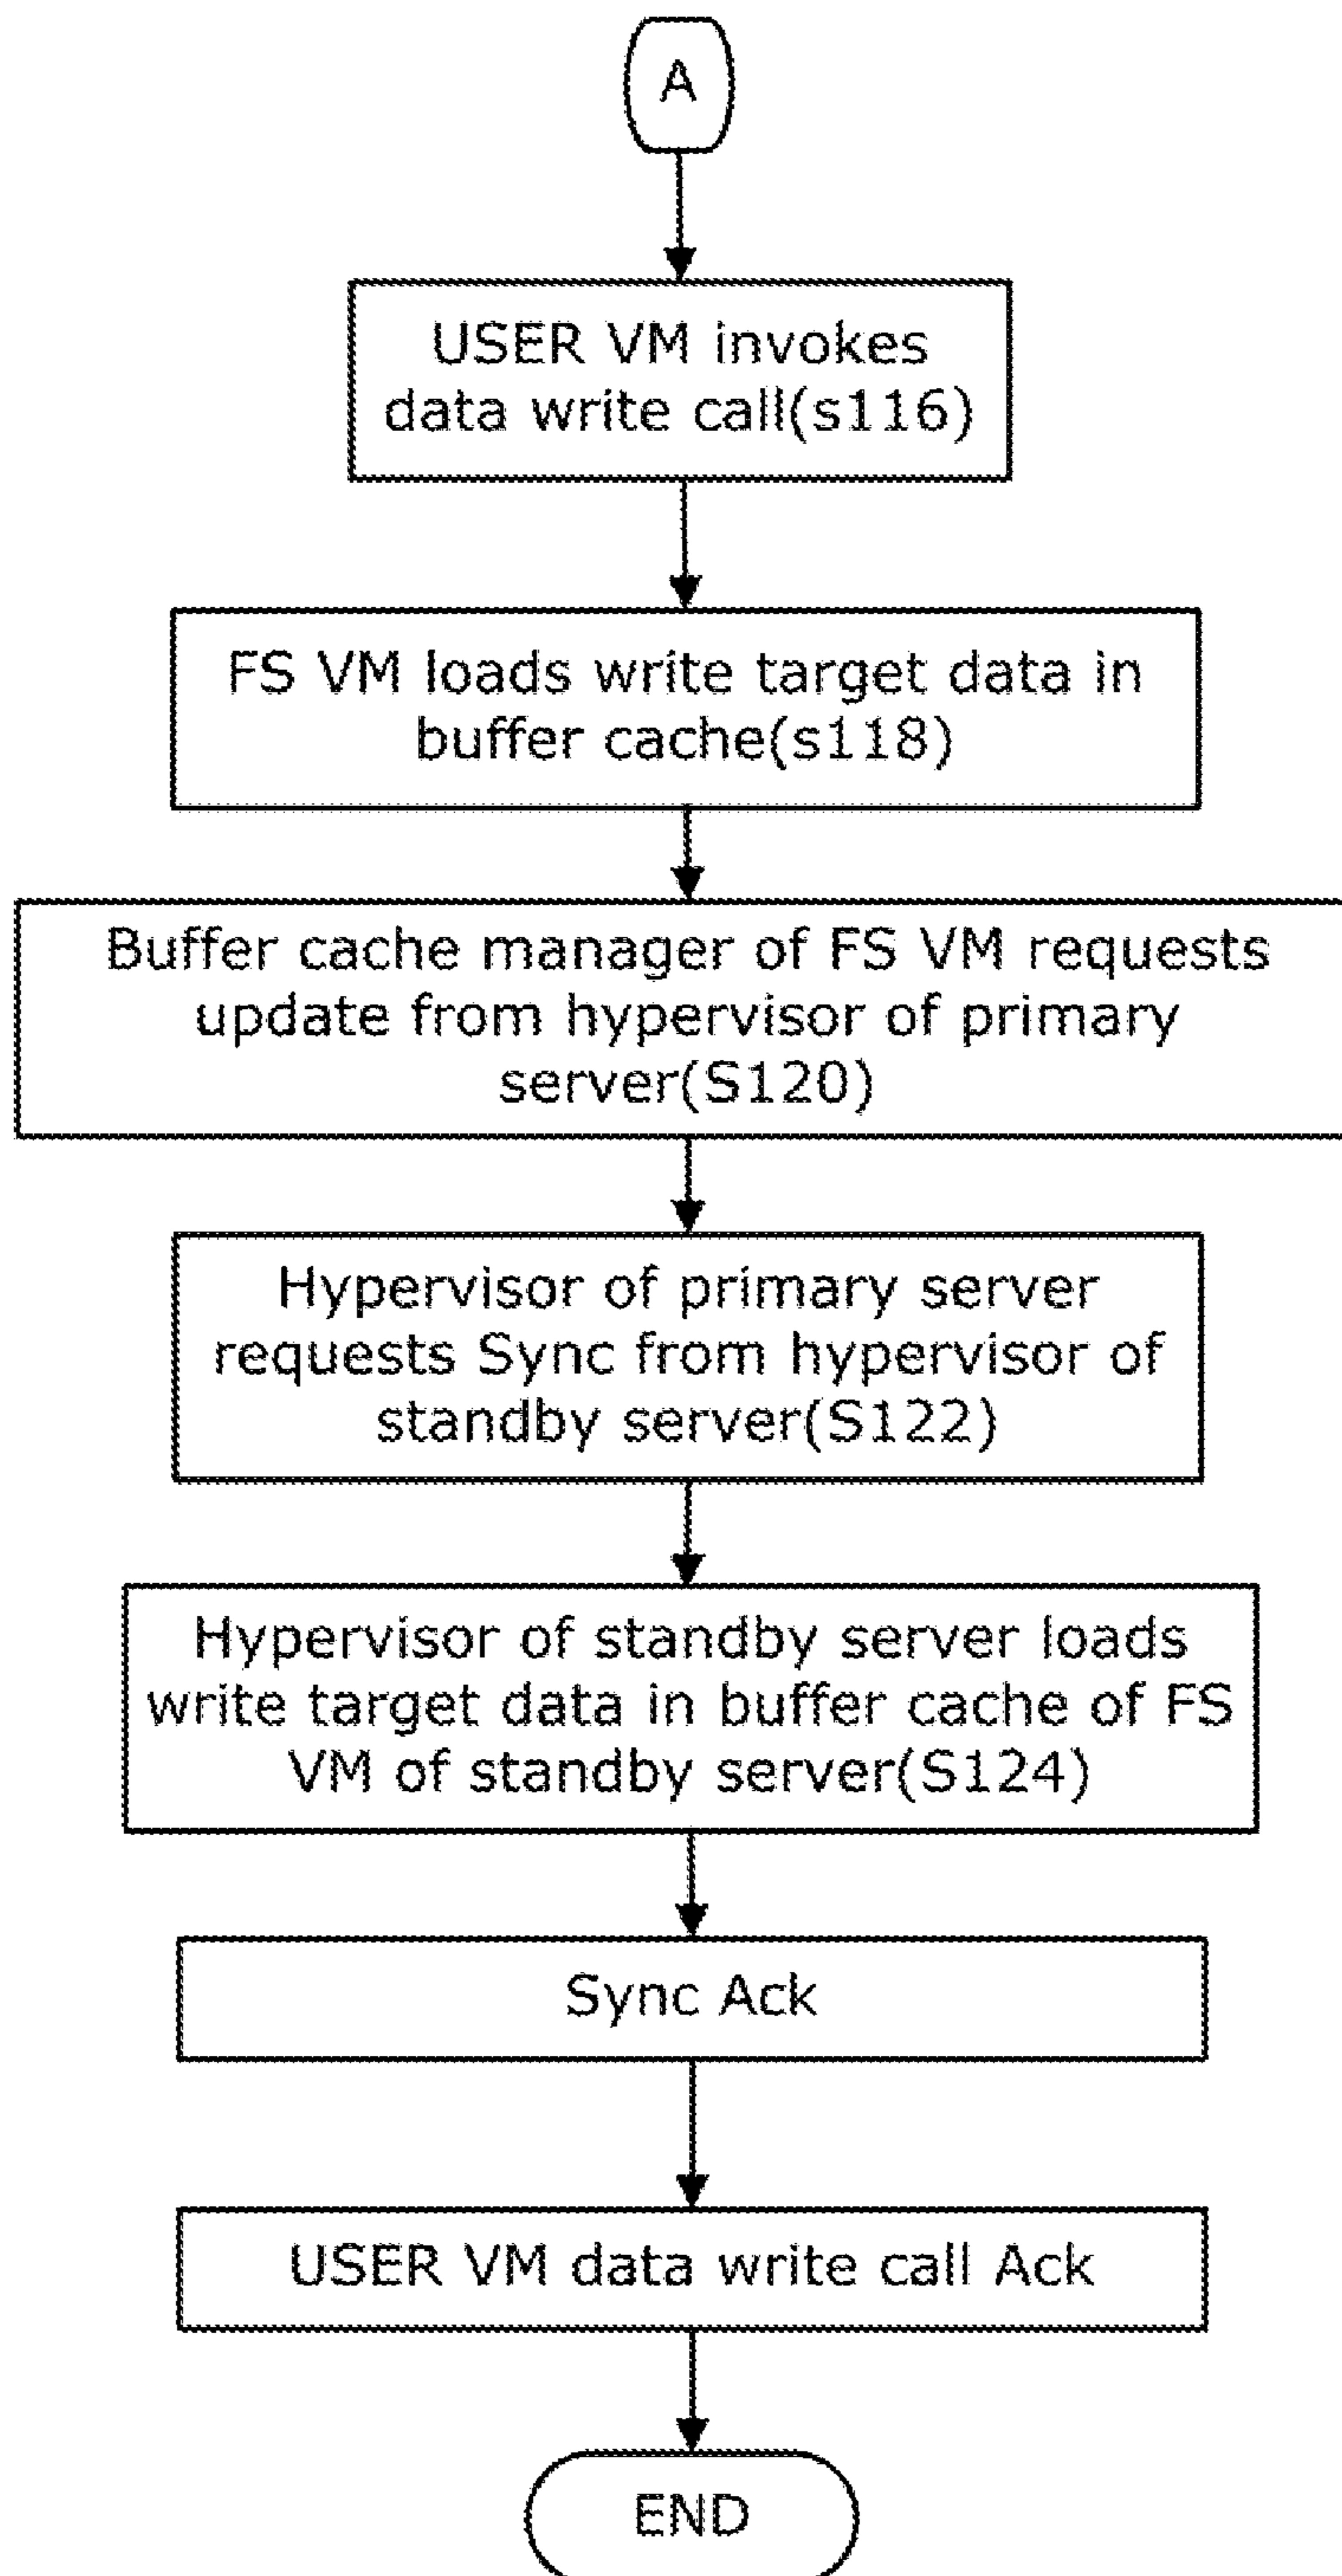 A
USER VM invokes
data write call(s116)
FS VM loads write target data in
buffer cache(s118)
Buffer cache manager of FS VM requests
update from hypervisor of primary
server(S120)
Hypervisor of primary server
requests Sync from hypervisor of
standby server(S122)
Hypervisor of standby server loads
write target data in buffer cache of FS
VM of standby server(S124)
Sync Ack
USER VM data write call Ack
END